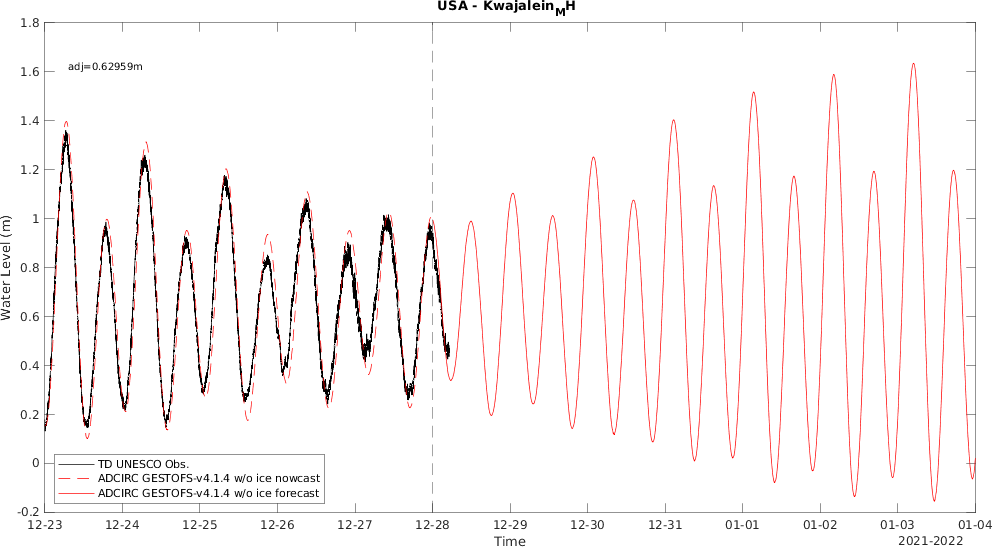 USA - KwajaleinMH
1.8
1.6
1.4
1.2
1
0.8
0.6
0.4
0.2
0
-0.2
Water Level (m)
adj=0.62959m
TD UNESCO Obs.
ADCIRC GESTOFS-v4.1.4 w/o ice nowcast
ADCIRC GESTOFS-v4.1.4 w/o ice forecast
12-23 12-24 12-25 12-26 12-27 12-28 12-29 12-30 12-31 01-01 01-02 01-03 01-04
Time
2021-2022